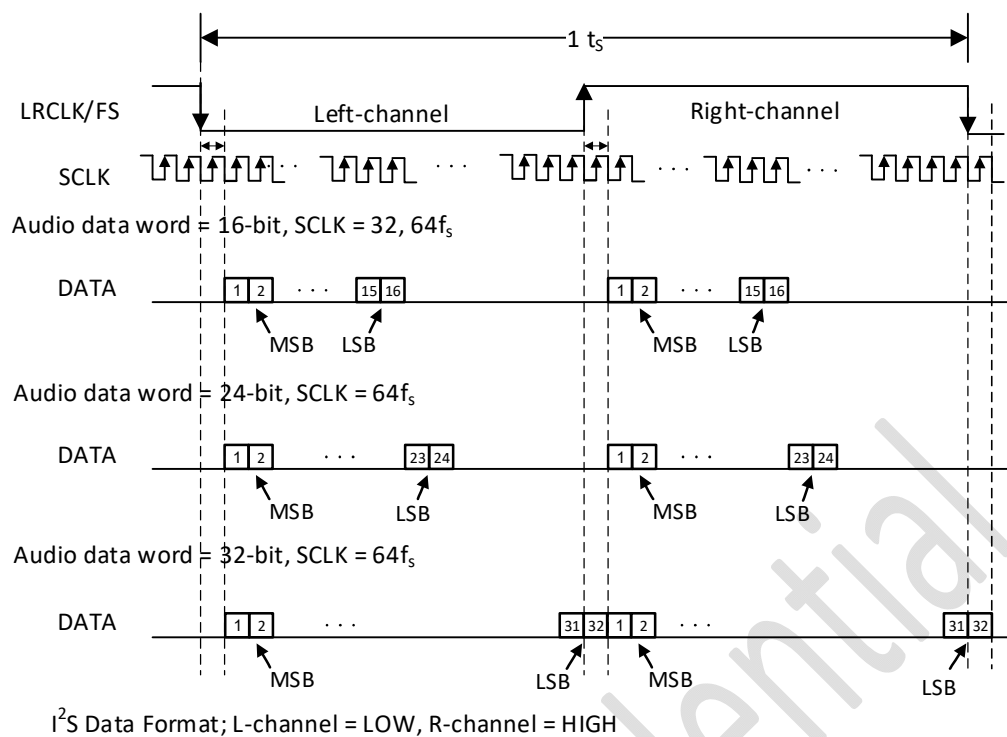 1 tS
LRCLK/FS
Left-channel
Right-channel
SCLK
. . .
. . .
. . .
. . .
. . .
Audio data word = 16-bit, SCLK = 32, 64fs
DATA
1 2 . . . 15 16 1 2 . . . 15 16
MSB LSB MSB LSB
Audio data word = 24-bit, SCLK = 64fs
DATA
1 2 . . . 23 24 1 2 . . . 23 24
MSB LSB MSB LSB
Audio data word = 32-bit, SCLK = 64fs
DATA
1 2 . . . 31 32 1 2 . . . 31 32
MSB LSB MSB LSB
I²S Data Format; L-channel = LOW, R-channel = HIGH
dential